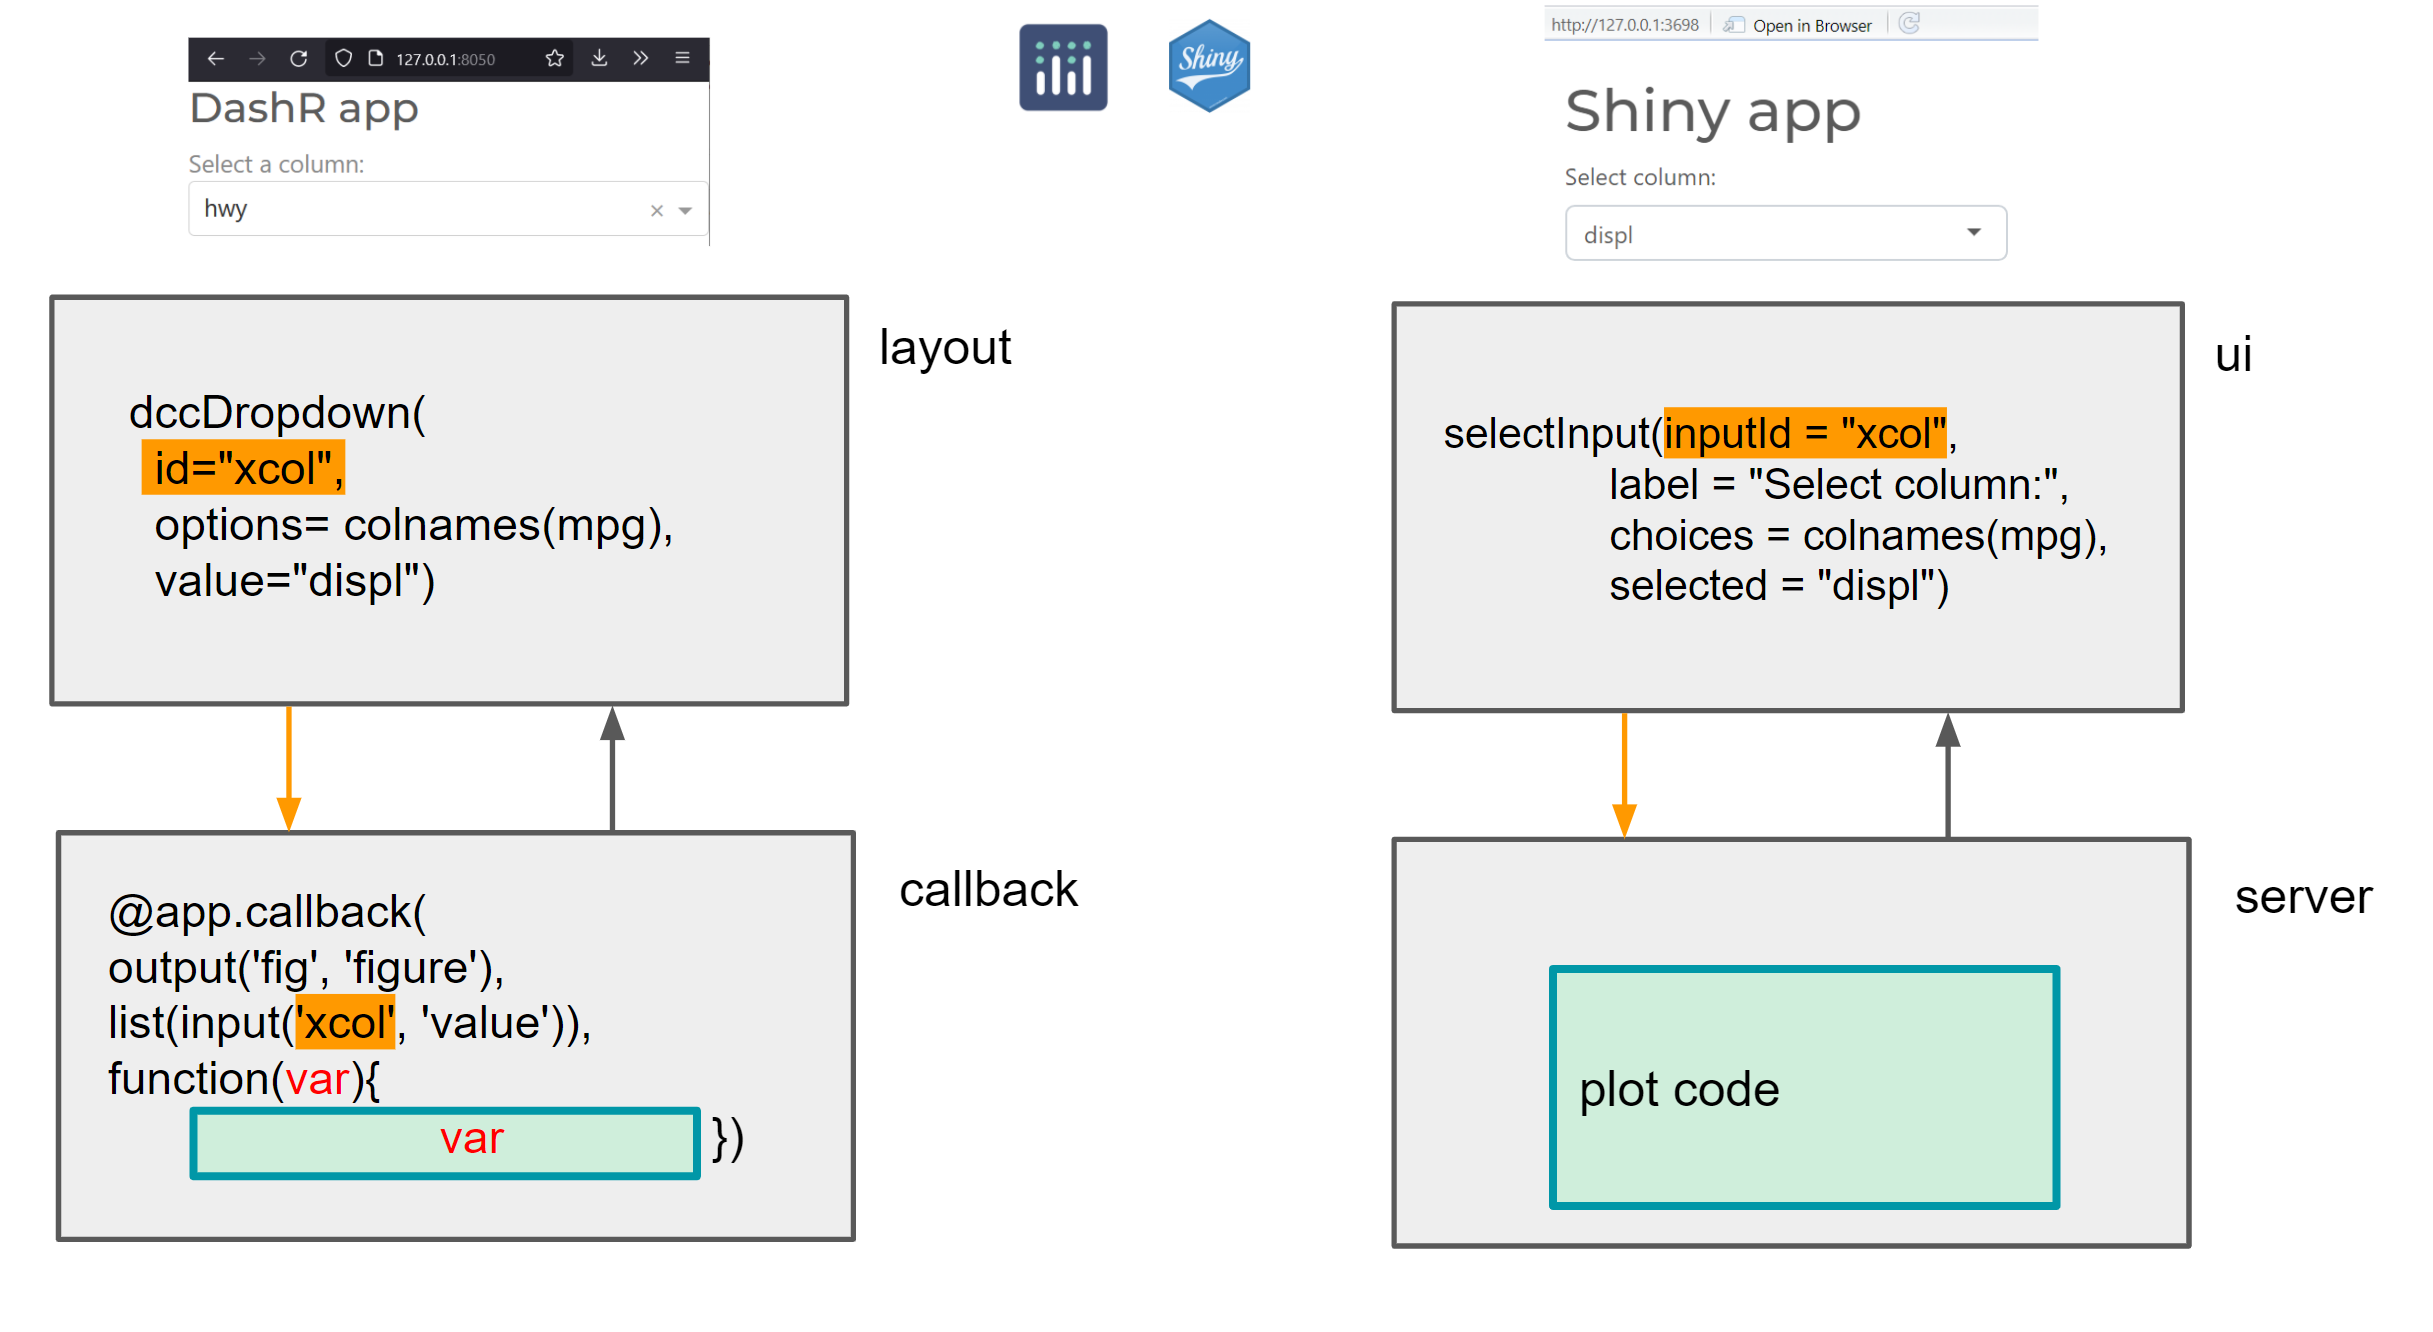 127.0.0.1:8050
DashR app
Select a column:
hwy
Shiny
http://127.0.0.1:3698 Open in Browser
Shiny app
Select column:
displ
layout
dccDropdown(
id="xcol",
options= colnames(mpg),
value="displ")
callback
@app.callback(
output('fig', 'figure'),
list(input('xcol', 'value')),
function(var){
var })
ui
selectInput(inputId = "xcol",
label = "Select column:",
choices = colnames(mpg),
selected = "displ")
server
plot code